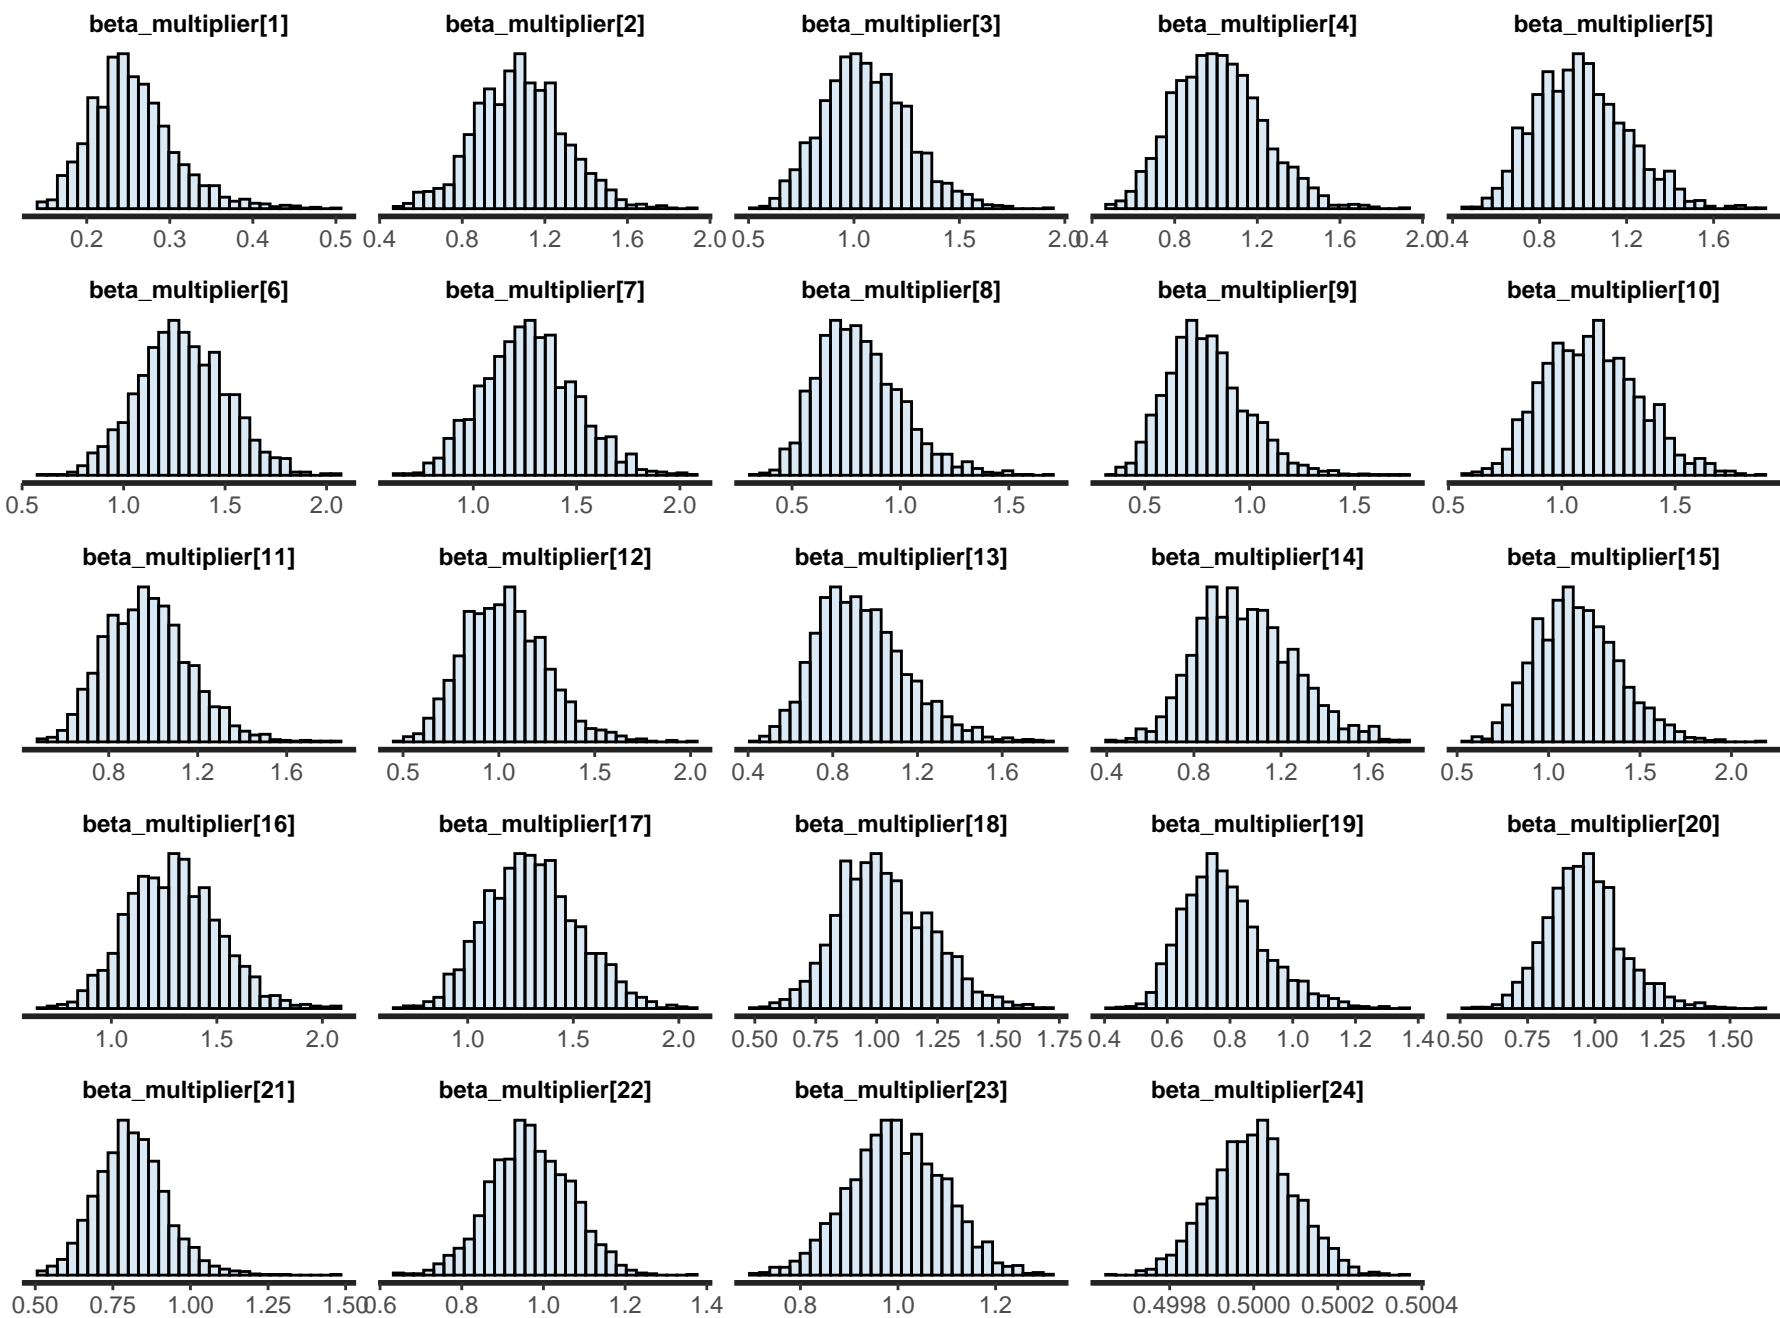 beta_multiplier[1] beta_multiplier[2] beta_multiplier[3] beta_multiplier[4] beta_multiplier[5]
0.2 0.3 0.4 0.5 0.4 0.8 1.2 1.6 2.0 0.5 1.0 1.5 2.0 0.4 0.8 1.2 1.6 2.0 0.4 0.8 1.2 1.6
beta_multiplier[6] beta_multiplier[7] beta_multiplier[8] beta_multiplier[9] beta_multiplier[10]
0.5 1.0 1.5 2.0 1.0 1.5 2.0 0.5 1.0 1.5 0.5 1.0 1.5 0.5 1.0 1.5
beta_multiplier[11] beta_multiplier[12] beta_multiplier[13] beta_multiplier[14] beta_multiplier[15]
0.8 1.2 1.6 0.5 1.0 1.5 2.0 0.4 0.8 1.2 1.6 0.4 0.8 1.2 1.6 0.5 1.0 1.5 2.0
beta_multiplier[16] beta_multiplier[17] beta_multiplier[18] beta_multiplier[19] beta_multiplier[20]
1.0 1.5 2.0 1.0 1.5 2.0 0.50 0.75 1.00 1.25 1.75 0.4 0.6 0.8 1.0 1.2 1.4 0.50 0.75 1.00 1.25 1.50
beta_multiplier[21] beta_multiplier[22] beta_multiplier[23] beta_multiplier[24]
0.50 0.75 1.00 1.25 1.50 0.6 0.8 1.0 1.2 1.4 0.8 1.0 1.2 0.4998 0.5000 0.5002 0.5004